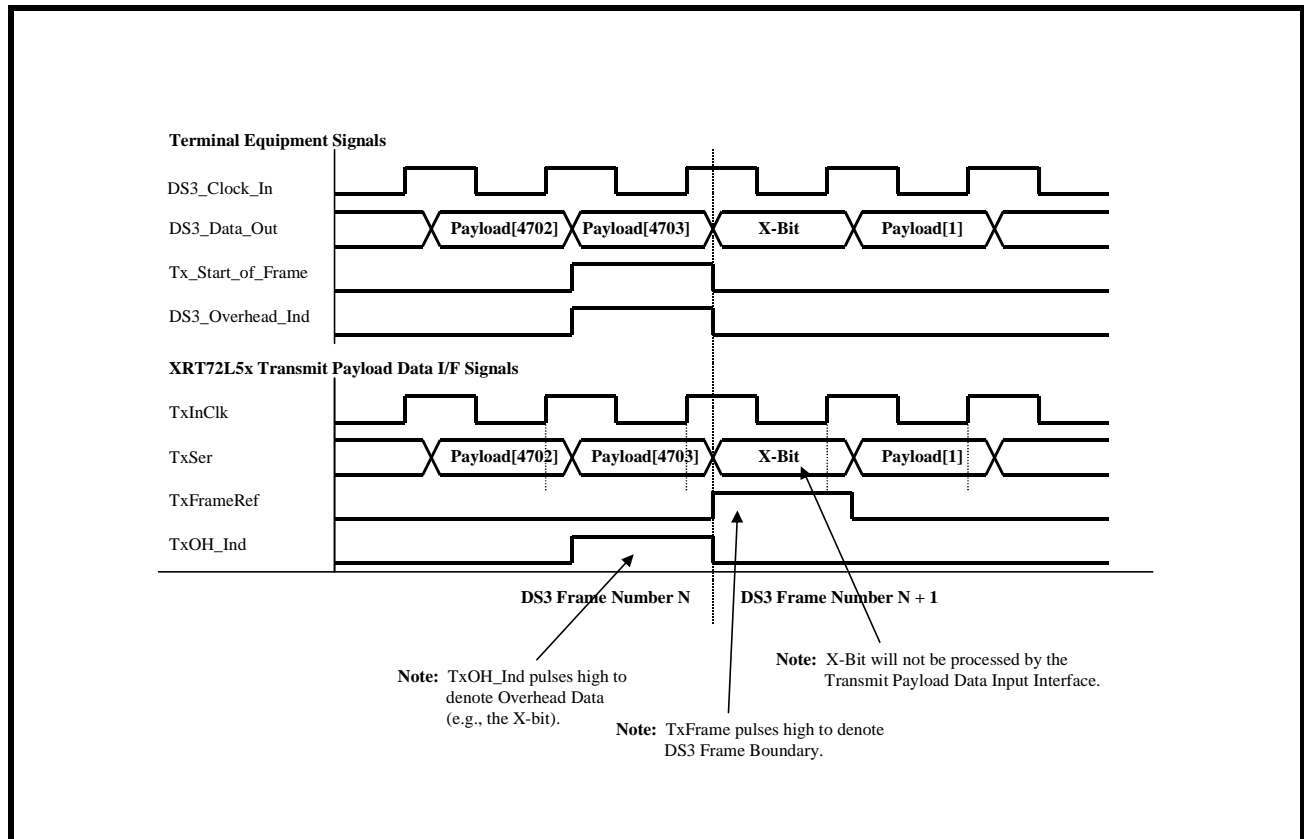 Terminal Equipment Signals
DS3_Clock_In
DS3_Data_Out
Payload[4702] Payload[4703] X-Bit Payload[1]
Tx_Start_of_Frame
DS3_Overhead_Ind
XRT72L5x Transmit Payload Data I/F Signals
TxInClk
TxSer
Payload[4702] Payload[4703] X-Bit Payload[1]
TxFrameRef
TxOH_Ind
DS3 Frame Number N DS3 Frame Number N + 1
Note: TxOH_Ind pulses high to
denote Overhead Data
(e.g., the X-bit).
Note: X-Bit will not be processed by the
Transmit Payload Data Input Interface.
Note: TxFrame pulses high to denote
DS3 Frame Boundary.